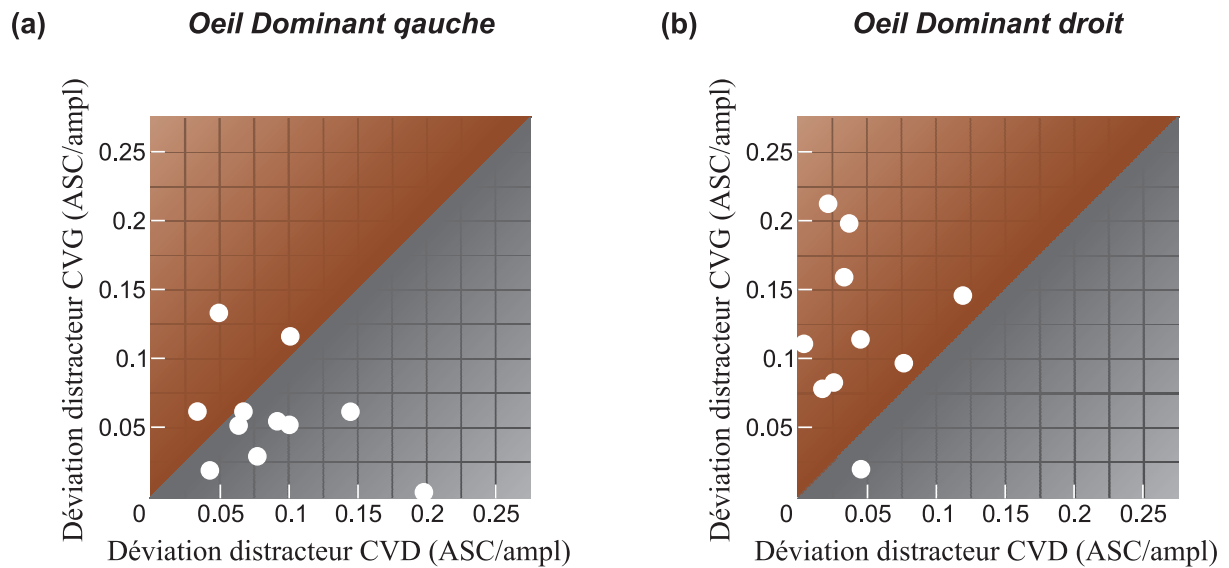 (a)
Oeil Dominant qauche
Déviation distracteur CVG (ASC/ampl)
0.25
0.2
0.15
0.1
0.05
0
0.05
0.1
0.15
0.2
0.25
Déviation distracteur CVD (ASC/ampl)
(b)
Oeil Dominant droit
Déviation distracteur CVG (ASC/ampl)
0.25
0.2
0.15
0.1
0.05
0
0.05
0.1
0.15
0.2
0.25
Déviation distracteur CVD (ASC/ampl)